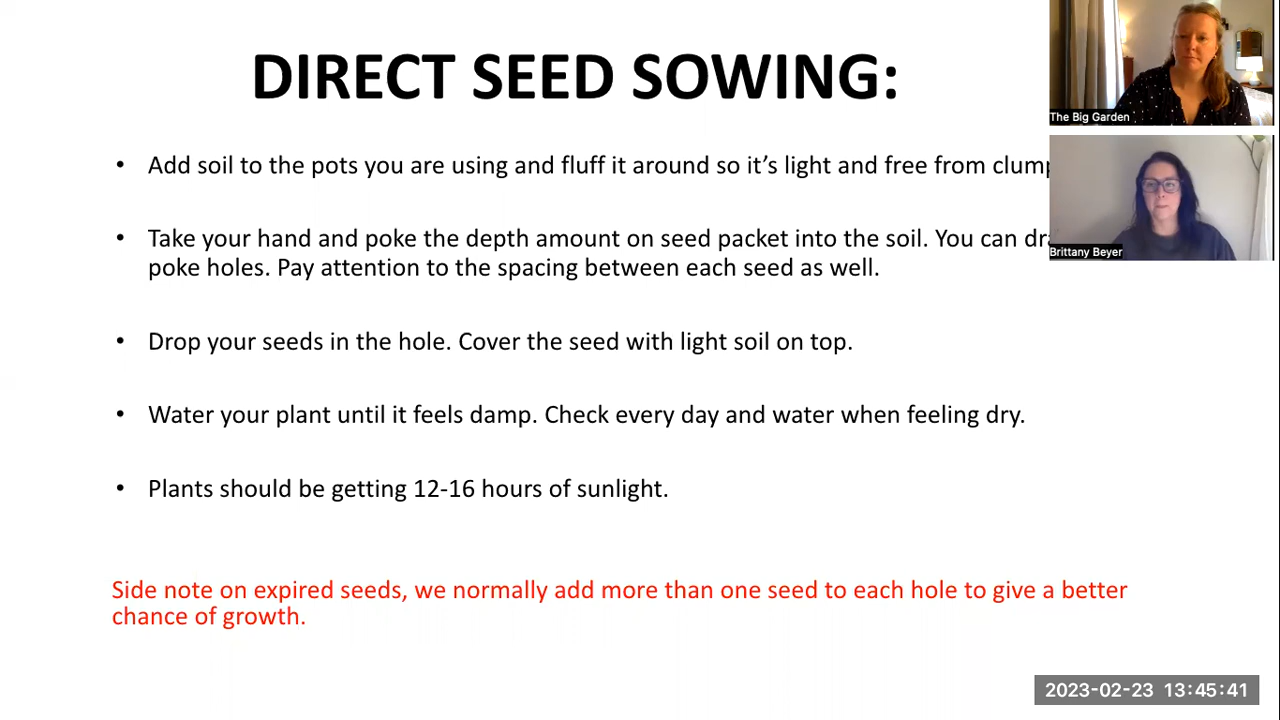 DIRECT SEED SOWING:
The Big Garden
• Add soil to the pots you are using and fluff it around so it’s light and free from
Brittany Beyer
• Take your hand and poke the depth amount on seed packet into the soil. You can
poke holes. Pay attention to the spacing between each seed as well.
• Drop your seeds in the hole. Cover the seed with light soil on top.
• Water your plant until it feels damp. Check every day and water when feeling dry.
• Plants should be getting 12-16 hours of sunlight.
Side note on expired seeds, we normally add more than one seed to each hole to give a better
chance of growth.
2023-02-23 13:45:41